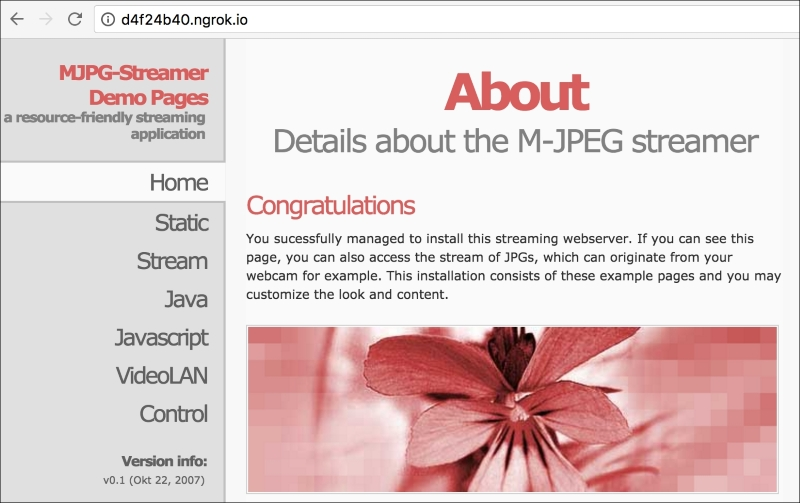 d4f24b40.ngrok.io
MJPG-Streamer
Demo Pages
a resource-friendly streaming
application
Home
Static
Stream
Java
Javascript
VideoLAN
Control
Version info:
v0.1 (Okt 22, 2007)
About
Details about the M-JPEG streamer
Congratulations
You sucessfully managed to install this streaming webserver. If you can see this
page, you can also access the stream of JPGs, which can originate from your
webcam for example. This installation consists of these example pages and you may
customize the look and content.